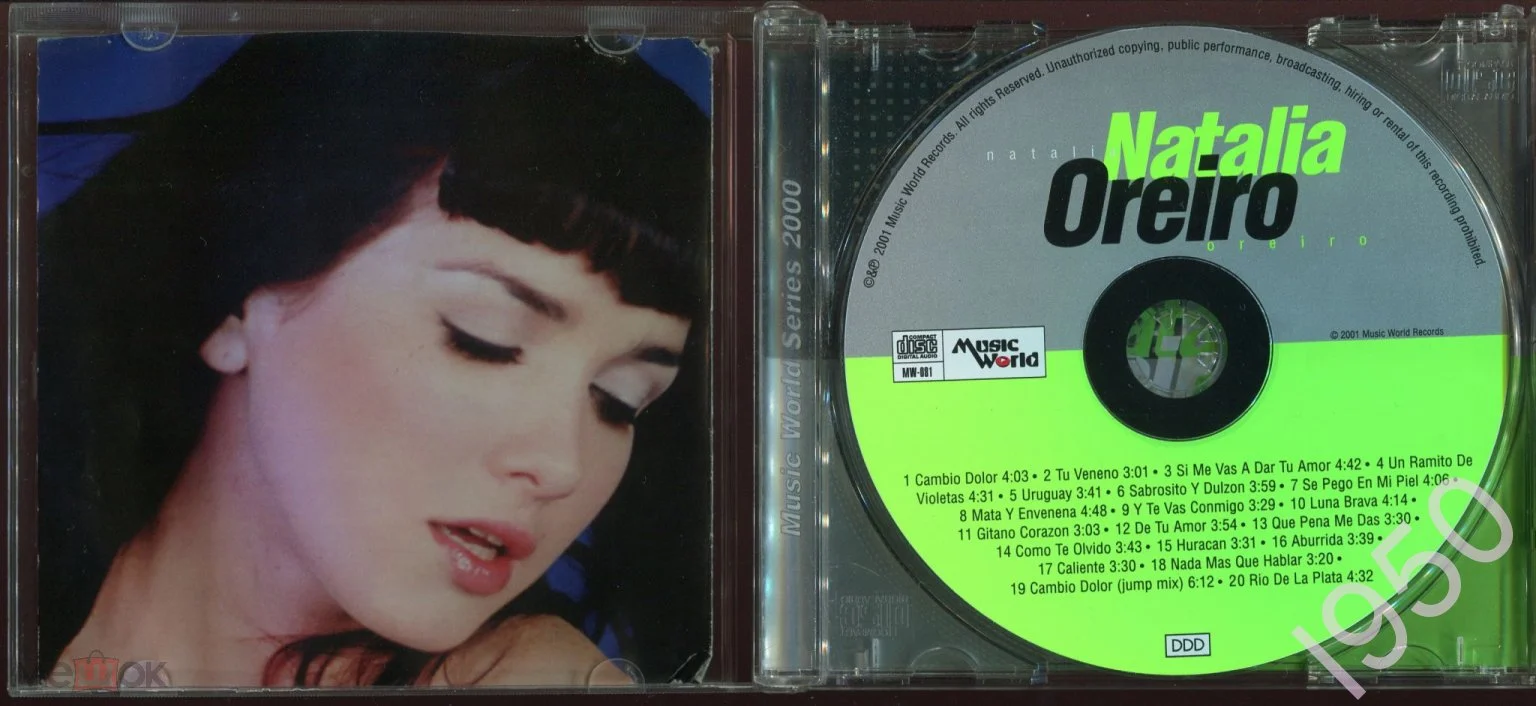 Music World Series 2000
©&℗ 2001 Music World Records. All rights Reserved. Unauthorized copying, public performance, broadcasting, hiring or rental of this recording prohibited.
Natalia
natalia
Oreiro
oreiro
© 2001 Music World Records
COMPACT
disc
DIGITAL AUDIO
MW-081
Music
World
1 Cambio Dolor 4:03 • 2 Tu Veneno 3:01 • 3 Si Me Vas A Dar Tu Amor 4:42 • 4 Un Ramito De
Violetas 4:31 • 5 Uruguay 3:41 • 6 Sabrosito Y Dulzon 3:59 • 7 Se Pego En Mi Piel 4:06 •
8 Mata Y Envenena 4:48 • 9 Y Te Vas Conmigo 3:29 • 10 Luna Brava 4:14 •
11 Gitano Corazon 3:03 • 12 De Tu Amor 3:54 • 13 Que Pena Me Das 3:30 •
14 Como Te Olvido 3:43 • 15 Huracan 3:31 • 16 Aburrida 3:39 •
17 Caliente 3:30 • 18 Nada Mas Que Hablar 3:20 •
19 Cambio Dolor (jump mix) 6:12 • 20 Rio De La Plata 4:32
DDD
1950
Мешок